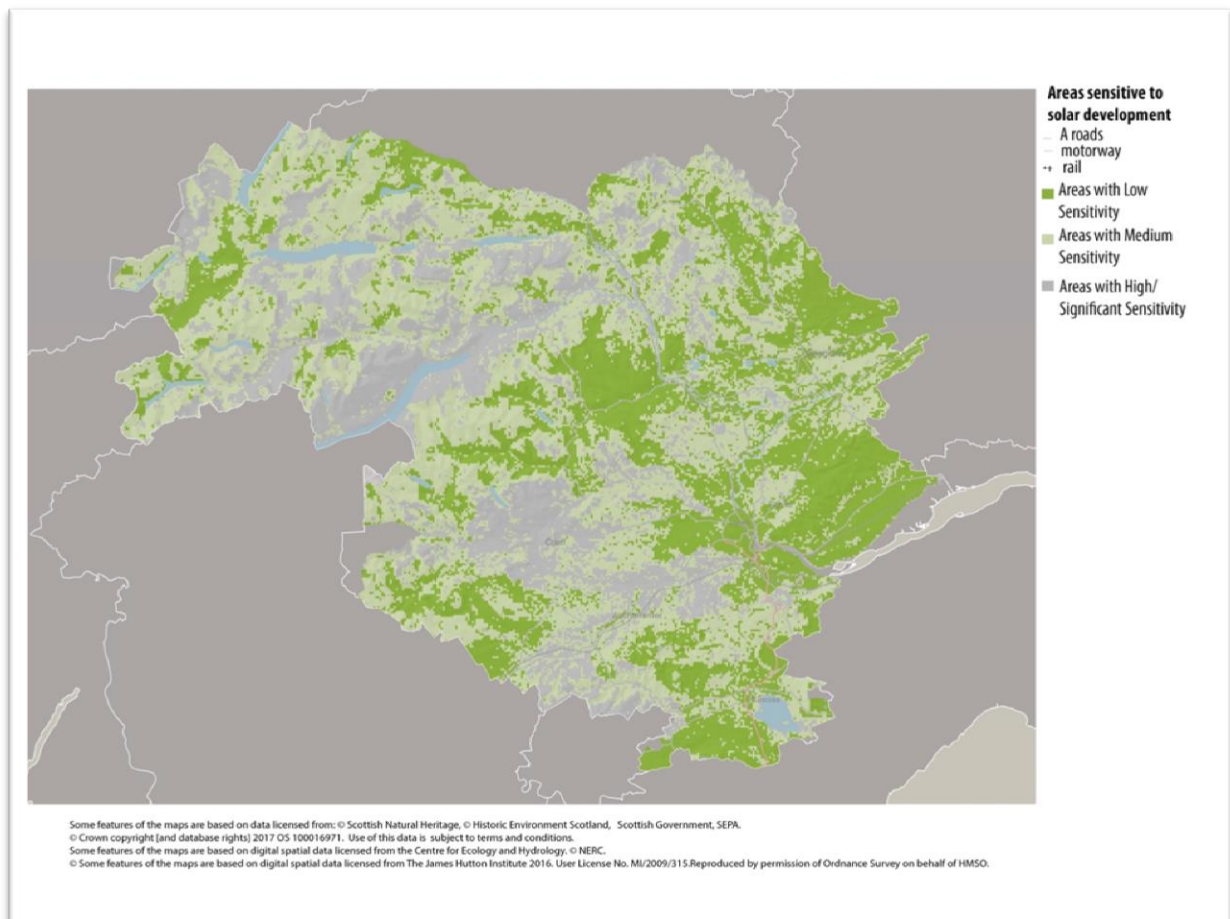 Areas sensitive to
solar development
A roads
motorway
rail
Areas with Low
Sensitivity
Areas with Medium
Sensitivity
Areas with High/
Significant Sensitivity
Crieff
Some features of the maps are based on data licensed from: © Scottish Natural Heritage, © Historic Environment Scotland, Scottish Government, SEPA.
© Crown copyright [and database rights] 2017 OS 100016971. Use of this data is subject to terms and conditions.
Some features of the maps are based on digital spatial data licensed from the Centre for Ecology and Hydrology. © NERC.
© Some features of the maps are based on digital spatial data licensed from The James Hutton Institute 2016. User License No. MI/2009/315.Reproduced by permission of Ordnance Survey on behalf of HMSO.